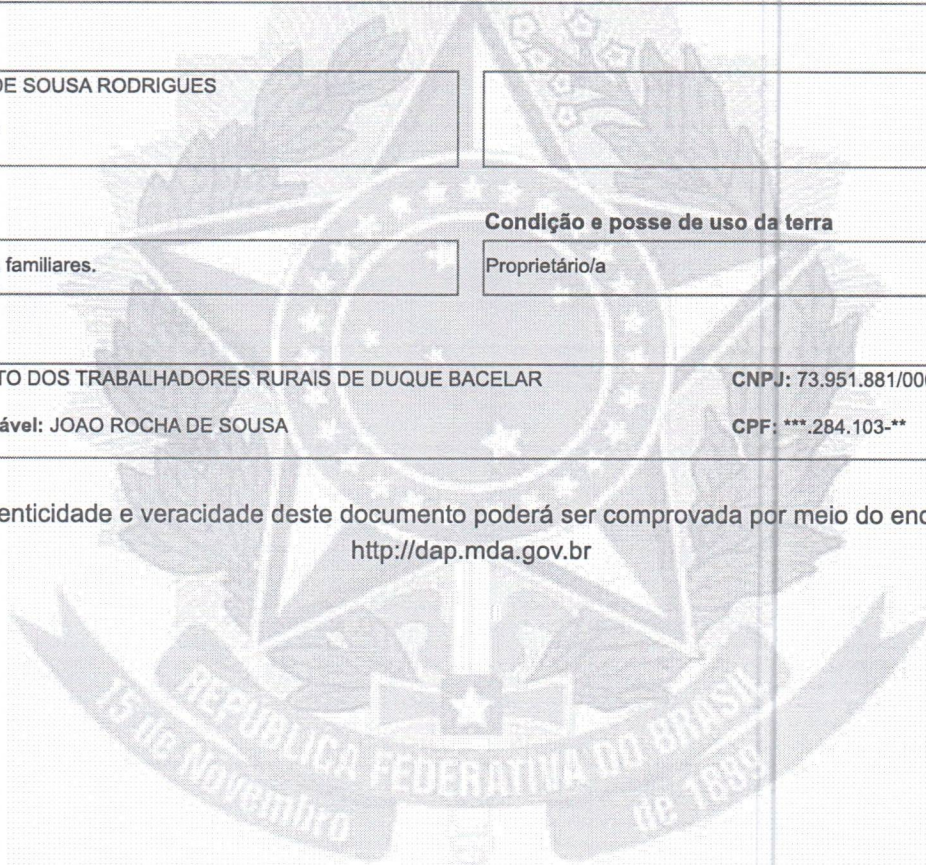 DE SOUSA RODRIGUES
Condição e posse de uso da terra
familiares.
Proprietário/a
TO DOS TRABALHADORES RURAIS DE DUQUE BACELAR CNPJ: 73.951.881/000
ável: JOAO ROCHA DE SOUSA CPF: ***.284.103-**
enticidade e veracidade deste documento poderá ser comprovada por meio do end
http://dap.mda.gov.br
REPÚBLICA FEDERATIVA DO BRASIL
15 de Novembro de 1889